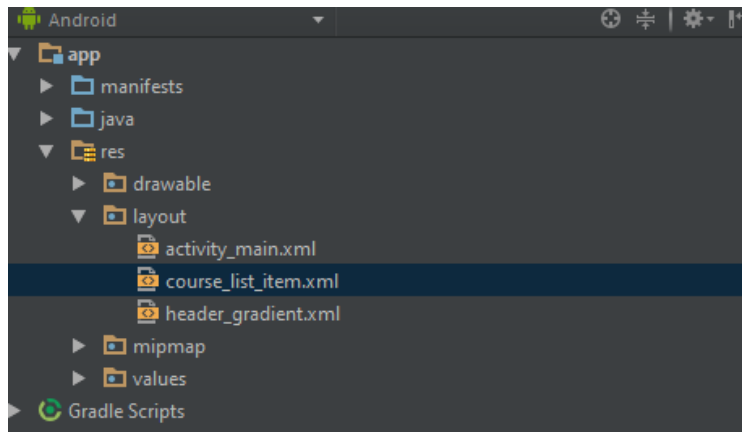 Android
app
manifests
java
res
drawable
layout
activity_main.xml
course_list_item.xml
header_gradient.xml
mipmap
values
Gradle Scripts